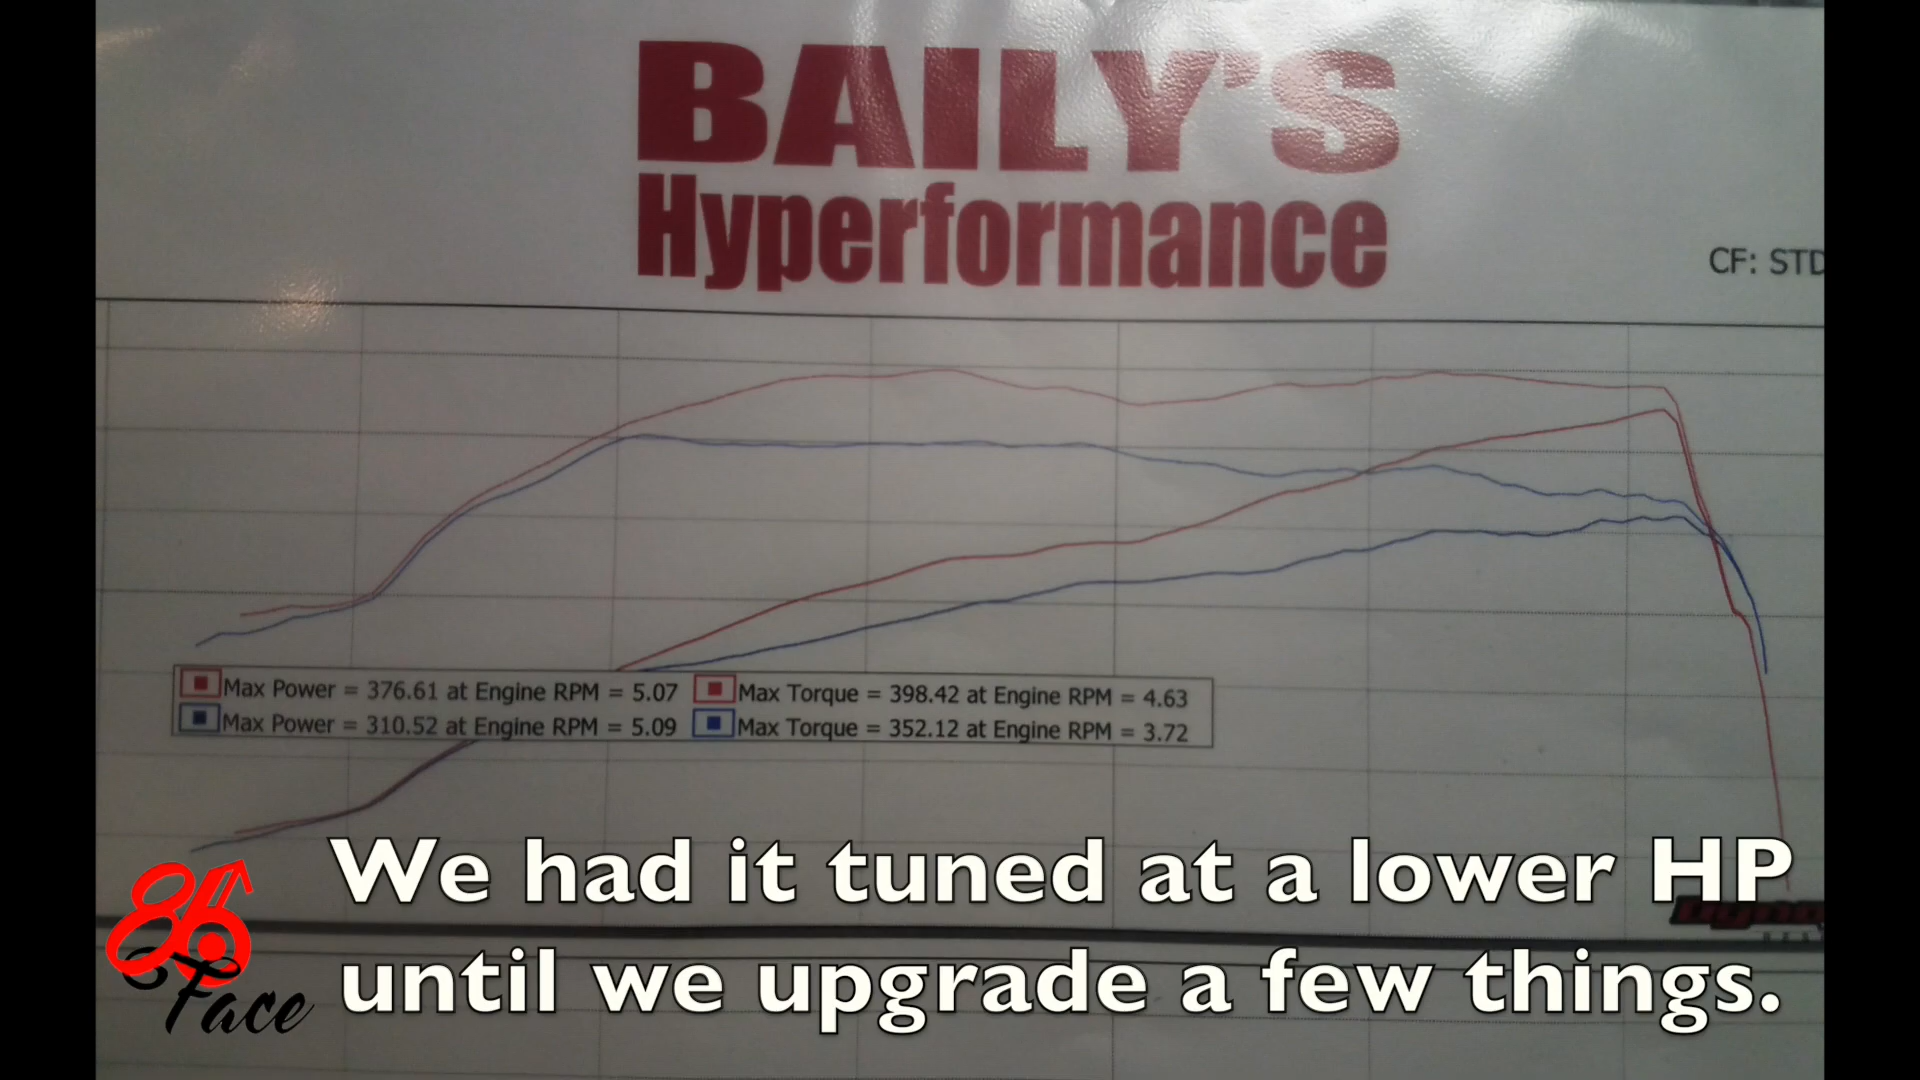 BAILY'S
Hyperformance
CF: STD
Max Power = 376.61 at Engine RPM = 5.07 Max Torque = 398.42 at Engine RPM = 4.63
Max Power = 310.52 at Engine RPM = 5.09 Max Torque = 352.12 at Engine RPM = 3.72
We had it tuned at a lower HP
until we upgrade a few things.
86
Face